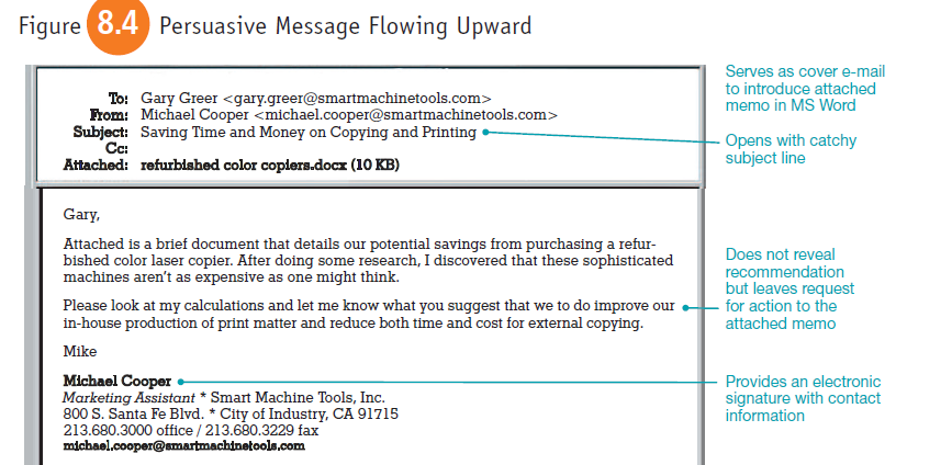 Figure 8.4 Persuasive Message Flowing Upward
Serves as cover e-mail
to introduce attached
memo in MS Word
To: Gary Greer <gary.greer@smartmachinetools.com>
From: Michael Cooper <michael.cooper@smartmachinetools.com>
Subject: Saving Time and Money on Copying and Printing
Cc:
Attached: refurbished color copiers.docx (10 KB)
Opens with catchy
subject line
Gary,
Attached is a brief document that details our potential savings from purchasing a refur-
bished color laser copier. After doing some research, I discovered that these sophisticated
machines aren't as expensive as one might think.
Please look at my calculations and let me know what you suggest that we to do improve our
in-house production of print matter and reduce both time and cost for external copying.
Does not reveal
recommendation
but leaves request
for action to the
attached memo
Mike
Michael Cooper
Marketing Assistant * Smart Machine Tools, Inc.
800 S. Santa Fe Blvd. * City of Industry, CA 91715
213.680.3000 office / 213.680.3229 fax
michael.cooper@smartmachinetools.com
Provides an electronic
signature with contact
information